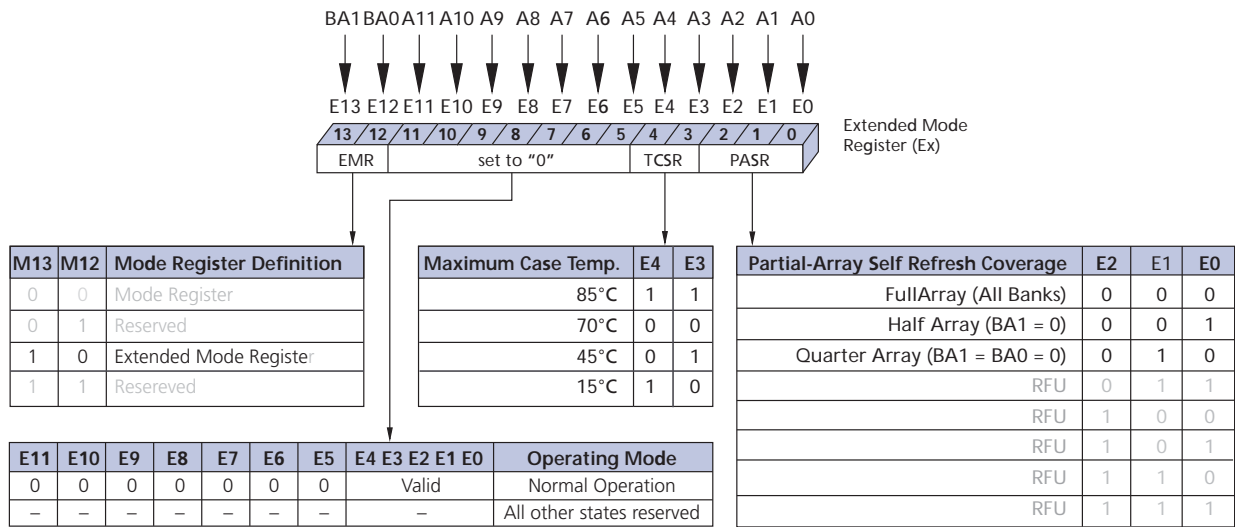 BA1 BA0 A11 A10 A9 A8 A7 A6 A5 A4 A3 A2 A1 A0
E13 E12 E11 E10 E9 E8 E7 E6 E5 E4 E3 E2 E1 E0
13 12 11 10 9 8 7 6 5 4 3 2 1 0
Extended Mode
Register (Ex)
EMR set to "0" TCSR PASR
M13 M12 Mode Register Definition
0 0 Mode Register
0 1 Reserved
1 0 Extended Mode Register
1 1 Resereved
Maximum Case Temp. E4 E3
85°C 1 1
70°C 0 0
45°C 0 1
15°C 1 0
Partial-Array Self Refresh Coverage E2 E1 E0
FullArray (All Banks) 0 0 0
Half Array (BA1 = 0) 0 0 1
Quarter Array (BA1 = BA0 = 0) 0 1 0
RFU 0 1 1
RFU 1 0 0
RFU 1 0 1
RFU 1 1 0
RFU 1 1 1
E11 E10 E9 E8 E7 E6 E5 E4 E3 E2 E1 E0 Operating Mode
0 0 0 0 0 0 0 Valid Normal Operation
– – – – – – – – All other states reserved